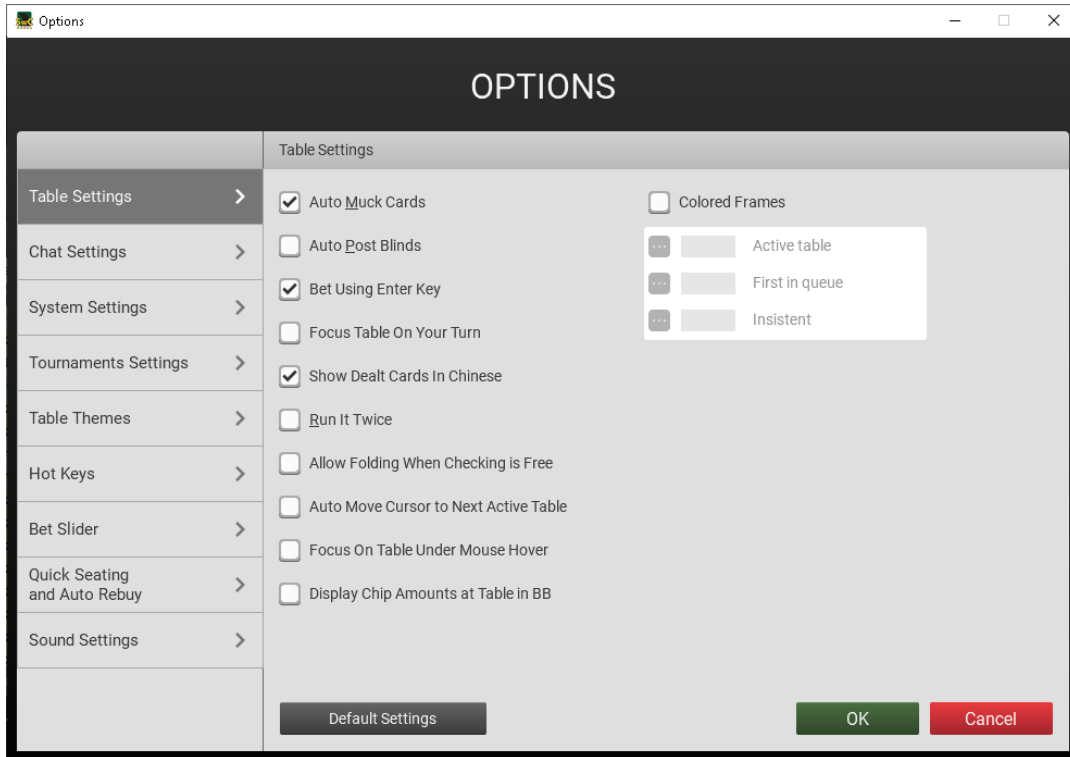 Options
OPTIONS
Table Settings
Table Settings
Chat Settings
System Settings
Tournaments Settings
Table Themes
Hot Keys
Bet Slider
Quick Seating
and Auto Rebuy
Sound Settings
Auto Muck Cards
Auto Post Blinds
Bet Using Enter Key
Focus Table On Your Turn
Show Dealt Cards In Chinese
Run It Twice
Allow Folding When Checking is Free
Auto Move Cursor to Next Active Table
Focus On Table Under Mouse Hover
Display Chip Amounts at Table in BB
Colored Frames
... Active table
... First in queue
... Insistent
Default Settings
OK
Cancel